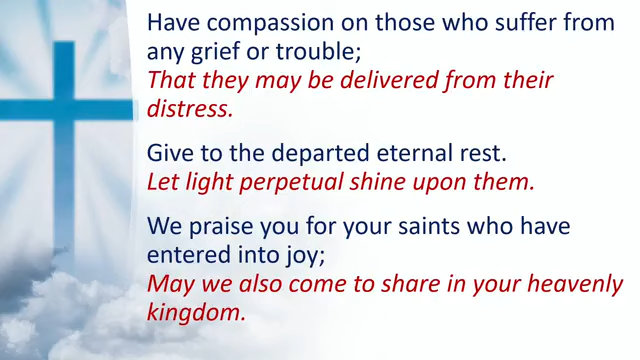 Have compassion on those who suffer from
any grief or trouble;
That they may be delivered from their
distress.
Give to the departed eternal rest.
Let light perpetual shine upon them.
We praise you for your saints who have
entered into joy;
May we also come to share in your heavenly
kingdom.